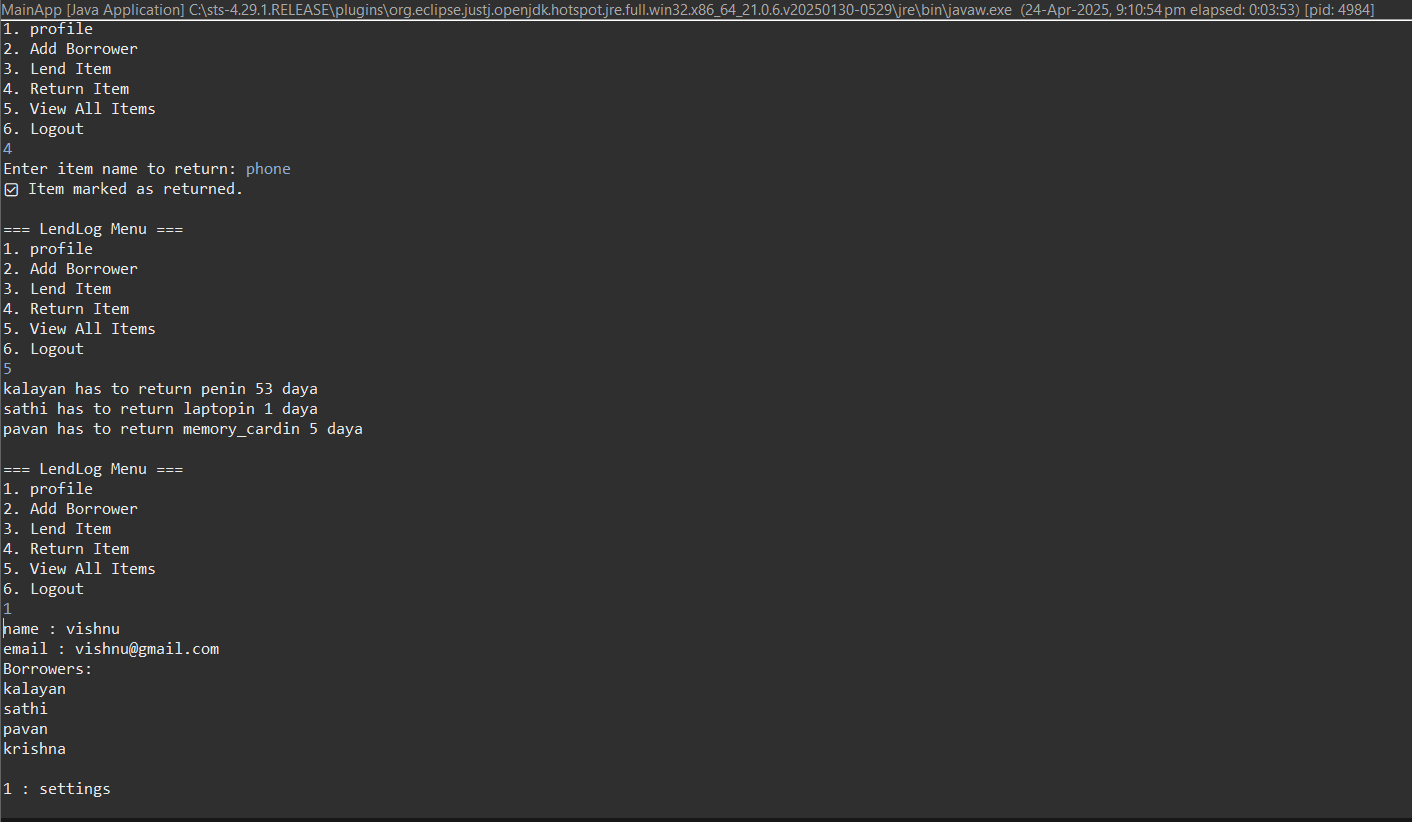 MainApp [Java Application] C:\sts-4.29.1.RELEASE\plugins\org.eclipse.justj.openjdk.hotspot.jre.full.win32.x86_64_21.0.6.v20250130-0529\jre\bin\javaw.exe (24-Apr-2025, 9:10:54 pm elapsed: 0:03:53) [pid: 4984]
1. profile
2. Add Borrower
3. Lend Item
4. Return Item
5. View All Items
6. Logout
4
Enter item name to return: phone
☑ Item marked as returned.

=== LendLog Menu ===
1. profile
2. Add Borrower
3. Lend Item
4. Return Item
5. View All Items
6. Logout
5
kalayan has to return penin 53 daya
sathi has to return laptopin 1 daya
pavan has to return memory_cardin 5 daya

=== LendLog Menu ===
1. profile
2. Add Borrower
3. Lend Item
4. Return Item
5. View All Items
6. Logout
1
name : vishnu
email : vishnu@gmail.com
Borrowers:
kalayan
sathi
pavan
krishna

1 : settings